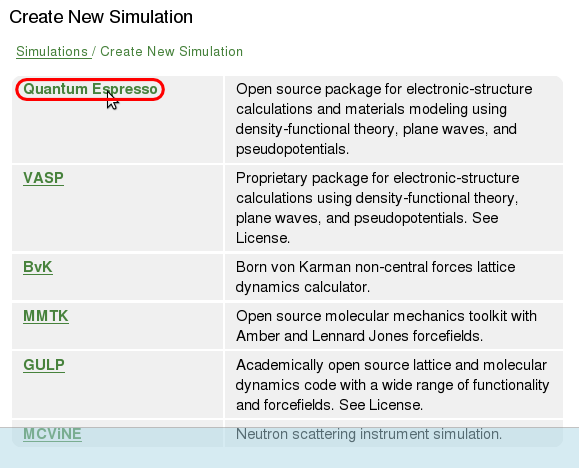 Create New Simulation
Simulations / Create New Simulation
Quantum Espresso
Open source package for electronic-structure
calculations and materials modeling using
density-functional theory, plane waves, and
pseudopotentials.
VASP
Proprietary package for electronic-structure
calculations using density-functional theory,
plane waves, and pseudopotentials. See
License.
BvK
Born von Karman non-central forces lattice
dynamics calculator.
MMTK
Open source molecular mechanics toolkit with
Amber and Lennard Jones forcefields.
GULP
Academically open source lattice and molecular
dynamics code with a wide range of functionality
and forcefields. See License.
MCViNE
Neutron scattering instrument simulation.